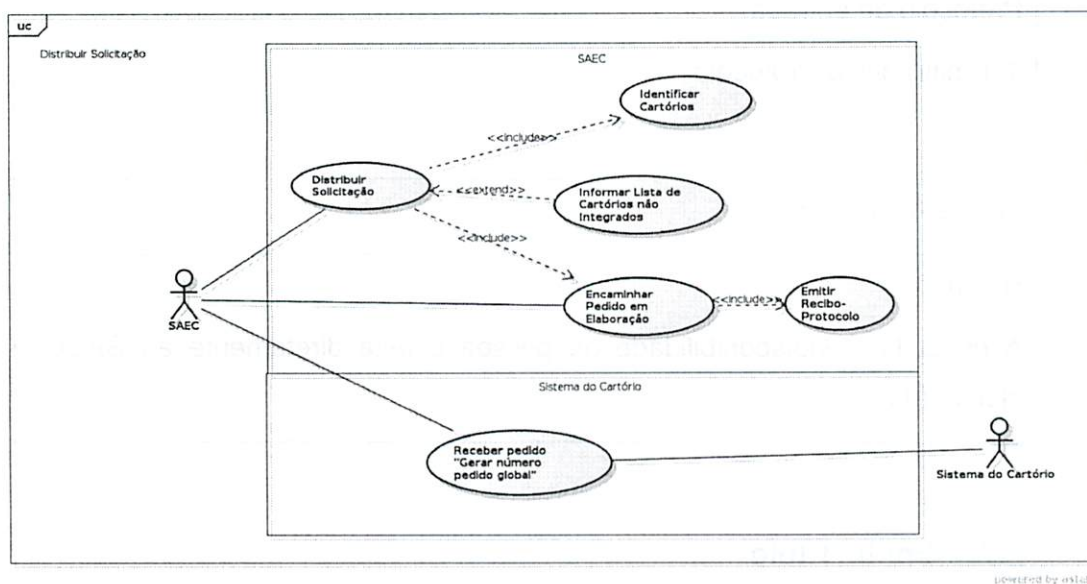 uc
Distribuir Solicitação
SAEC
Identificar
Cartórios
<<include>>
Distribuir
Solicitação
<<extend>>
Informar Lista de
Cartórios não
Integrados
<<include>>
Encaminhar
Pedido em
Elaboração
<<include>>
Emitir
Recibo-
Protocolo
SAEC
Sistema do Cartório
Receber pedido
"Gerar número
pedido global"
Sistema do Cartório
powered by